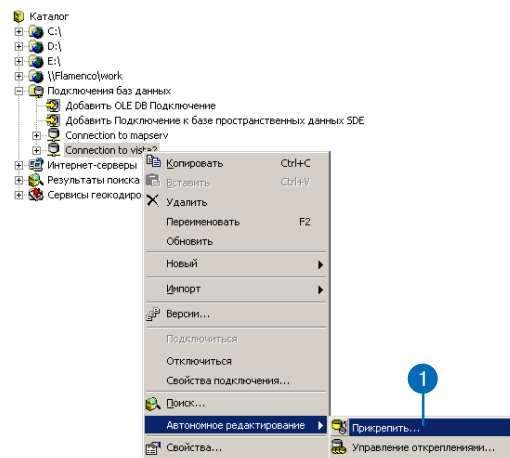 Каталог
C:\
D:\
E:\
\\Flamenco\work
Подключения баз данных
Добавить OLE DB Подключение
Добавить Подключение к базе пространственных данных SDE
Connection to mapserv
Connection to vista2
Интернет-серверы
Результаты поиска
Сервисы геокодиро
Копировать Ctrl+C
Вставить Ctrl+V
Удалить
Переименовать F2
Обновить
Новый
Импорт
Версии...
Подключиться
Отключиться
Свойства подключения...
Поиск...
Автономное редактирование
Свойства...
1
Прикрепить...
Управление откреплениями...